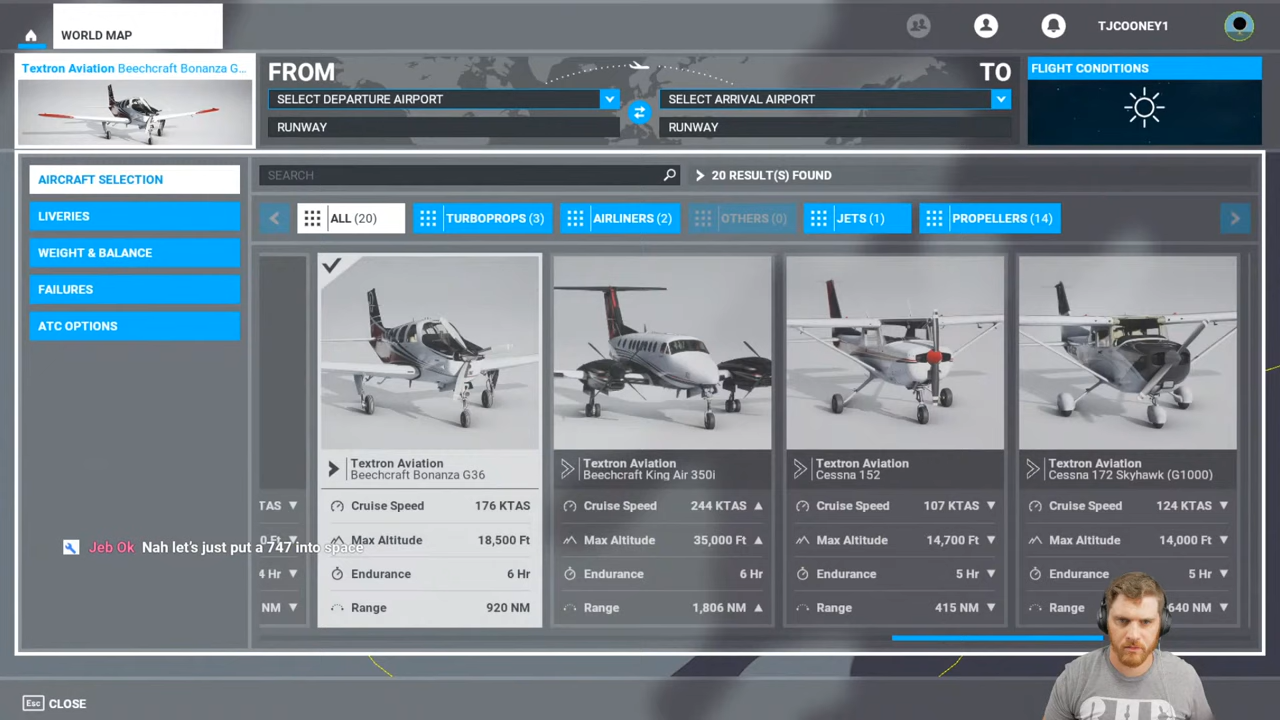 WORLD MAP
TJCOONEY1
Textron Aviation Beechcraft Bonanza G...
FROM
TO
SELECT DEPARTURE AIRPORT
SELECT ARRIVAL AIRPORT
RUNWAY
RUNWAY
FLIGHT CONDITIONS
AIRCRAFT SELECTION
LIVERIES
WEIGHT & BALANCE
FAILURES
ATC OPTIONS
SEARCH
20 RESULT(S) FOUND
ALL (20)
TURBOPROPS (3)
AIRLINERS (2)
OTHERS (0)
JETS (1)
PROPELLERS (14)
TAS
4 Hr
NM
Textron Aviation
Beechcraft Bonanza G36
Cruise Speed 176 KTAS
Max Altitude 18,500 Ft
Endurance 6 Hr
Range 920 NM
Textron Aviation
Beechcraft King Air 350i
Cruise Speed 244 KTAS
Max Altitude 35,000 Ft
Endurance 6 Hr
Range 1,806 NM
Textron Aviation
Cessna 152
Cruise Speed 107 KTAS
Max Altitude 14,700 Ft
Endurance 5 Hr
Range 415 NM
Textron Aviation
Cessna 172 Skyhawk (G1000)
Cruise Speed 124 KTAS
Max Altitude 14,000 Ft
Endurance 5 Hr
Range 640 NM
Jeb Ok Nah let's just put a 747 into space
Esc CLOSE